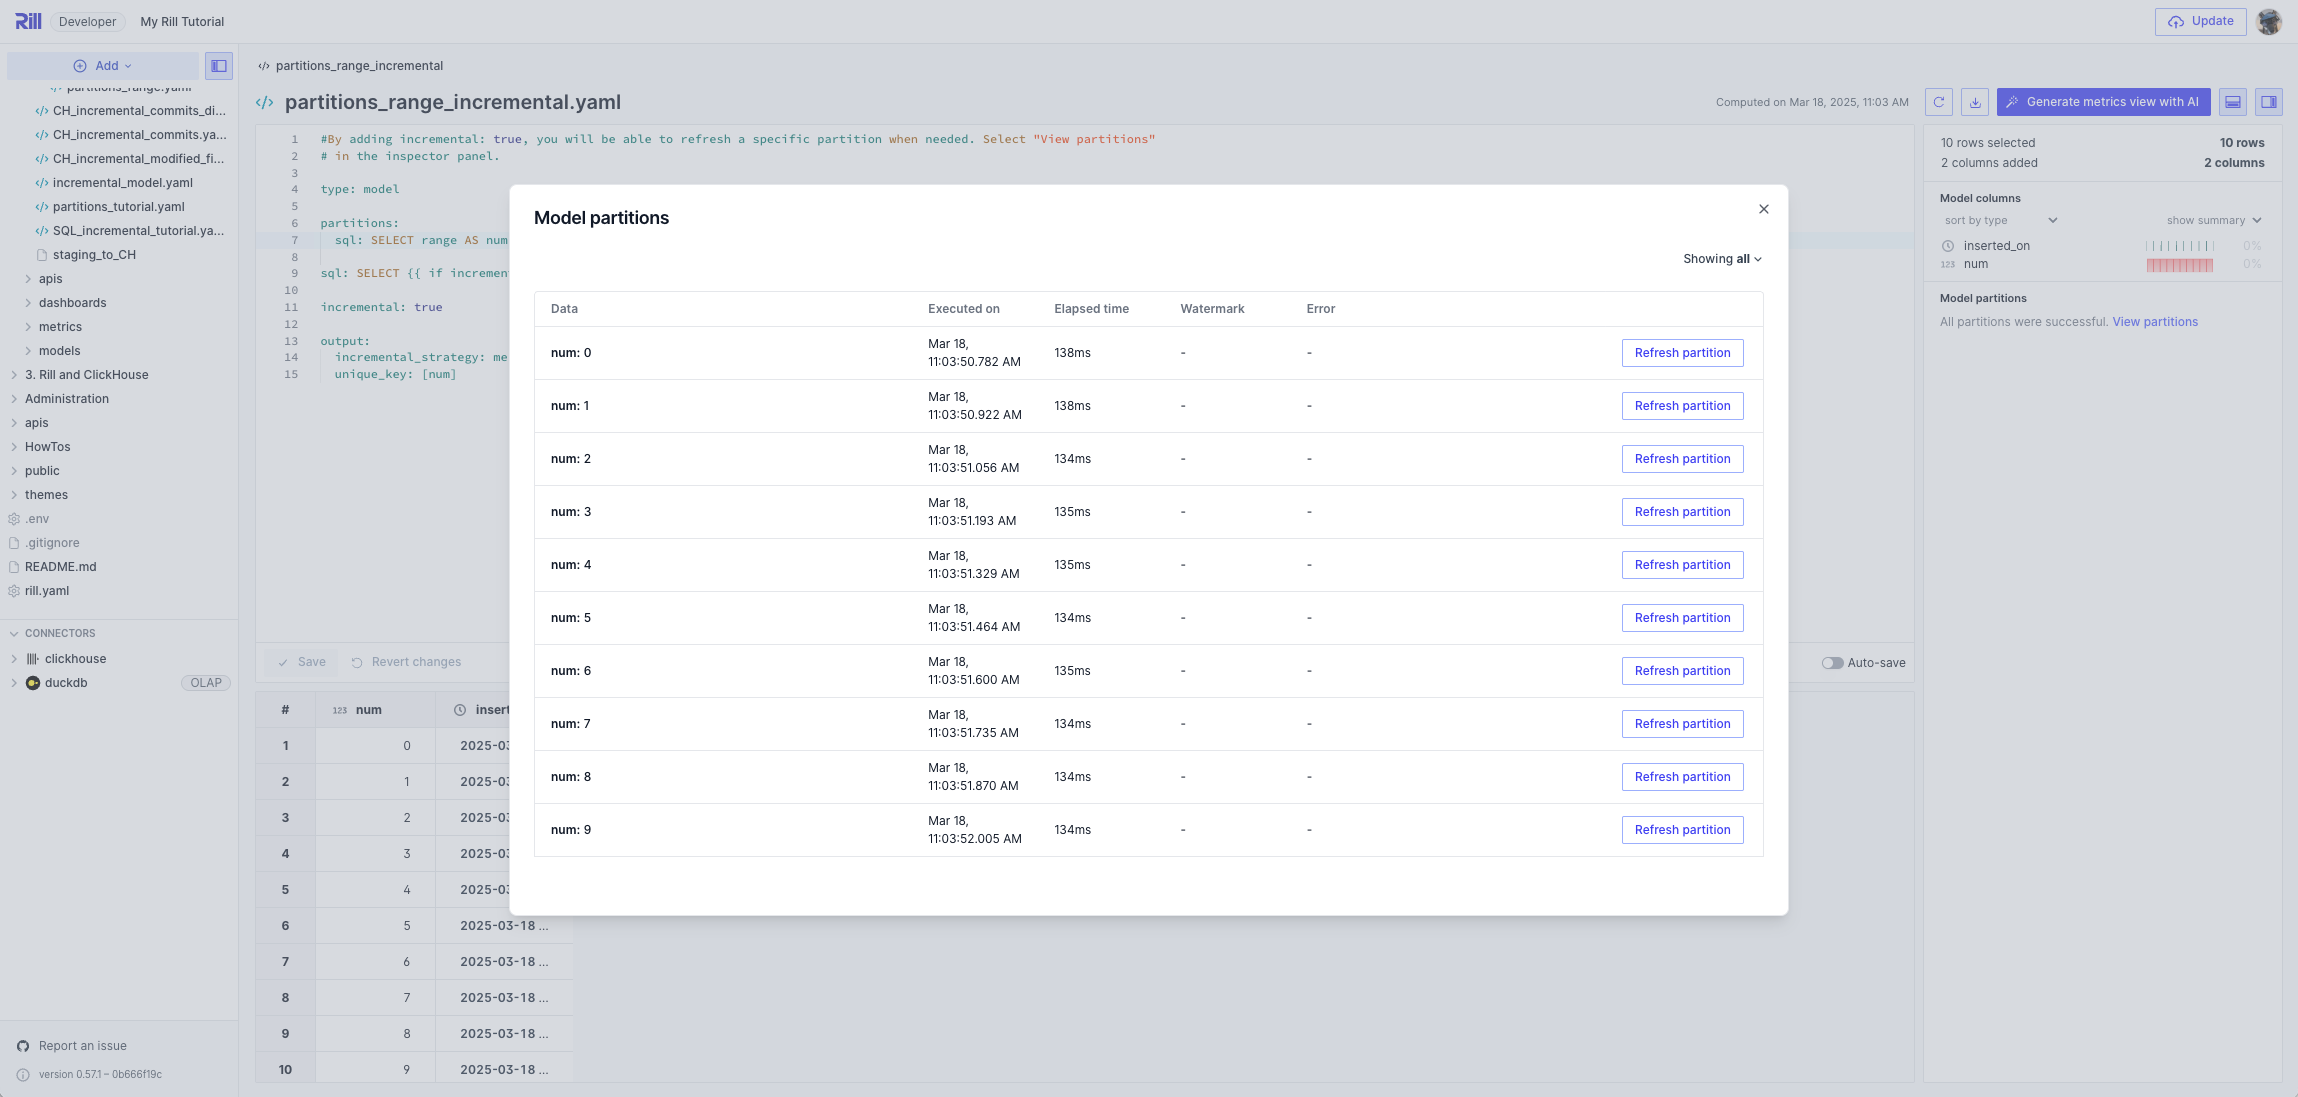 Rill Developer My Rill Tutorial
Update
Add
partitions_range.yaml
CH_incremental_commits_di...
CH_incremental_commits.ya...
CH_incremental_modified_fi...
incremental_model.yaml
partitions_tutorial.yaml
SQL_incremental_tutorial.ya...
staging_to_CH
apis
dashboards
metrics
models
3. Rill and ClickHouse
Administration
apis
HowTos
public
themes
.env
.gitignore
README.md
rill.yaml
CONNECTORS
clickhouse
duckdb OLAP
Report an issue
version 0.57.1 – 0b666f19c
partitions_range_incremental
partitions_range_incremental.yaml
Computed on Mar 18, 2025, 11:03 AM
Generate metrics view with AI
1 #By adding incremental: true, you will be able to refresh a specific partition when needed. Select "View partitions"
2 # in the inspector panel.
3
4 type: model
5
6 partitions:
7 sql: SELECT range AS num
8
9 sql: SELECT {{ if increment
10
11 incremental: true
12
13 output:
14 incremental_strategy: me
15 unique_key: [num]
Save Revert changes
Auto-save
# 123 num insert
1 0 2025-03
2 1 2025-03
3 2 2025-03
4 3 2025-03
5 4 2025-03
6 5 2025-03-18 ...
7 6 2025-03-18 ...
8 7 2025-03-18 ...
9 8 2025-03-18 ...
10 9 2025-03-18 ...
Model partitions
Showing all
Data Executed on Elapsed time Watermark Error
num: 0 Mar 18, 138ms - - Refresh partition
11:03:50.782 AM
num: 1 Mar 18, 138ms - - Refresh partition
11:03:50.922 AM
num: 2 Mar 18, 134ms - - Refresh partition
11:03:51.056 AM
num: 3 Mar 18, 135ms - - Refresh partition
11:03:51.193 AM
num: 4 Mar 18, 135ms - - Refresh partition
11:03:51.329 AM
num: 5 Mar 18, 134ms - - Refresh partition
11:03:51.464 AM
num: 6 Mar 18, 135ms - - Refresh partition
11:03:51.600 AM
num: 7 Mar 18, 134ms - - Refresh partition
11:03:51.735 AM
num: 8 Mar 18, 134ms - - Refresh partition
11:03:51.870 AM
num: 9 Mar 18, 134ms - - Refresh partition
11:03:52.005 AM
10 rows selected 10 rows
2 columns added 2 columns
Model columns
sort by type show summary
inserted_on 0%
123 num 0%
Model partitions
All partitions were successful. View partitions